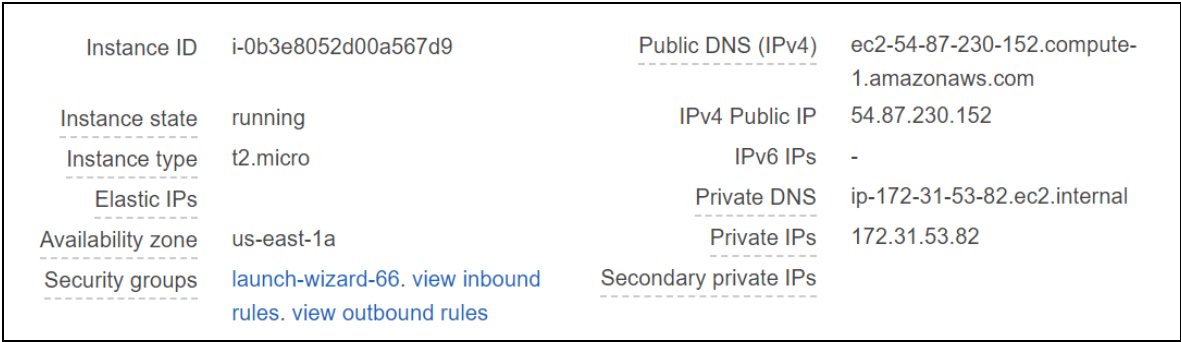 Instance ID i-0b3e8052d00a567d9
Instance state running
Instance type t2.micro
Elastic IPs
Availability zone us-east-1a
Security groups launch-wizard-66. view inbound
rules. view outbound rules
Public DNS (IPv4) ec2-54-87-230-152.compute-
1.amazonaws.com
IPv4 Public IP 54.87.230.152
IPv6 IPs -
Private DNS ip-172-31-53-82.ec2.internal
Private IPs 172.31.53.82
Secondary private IPs